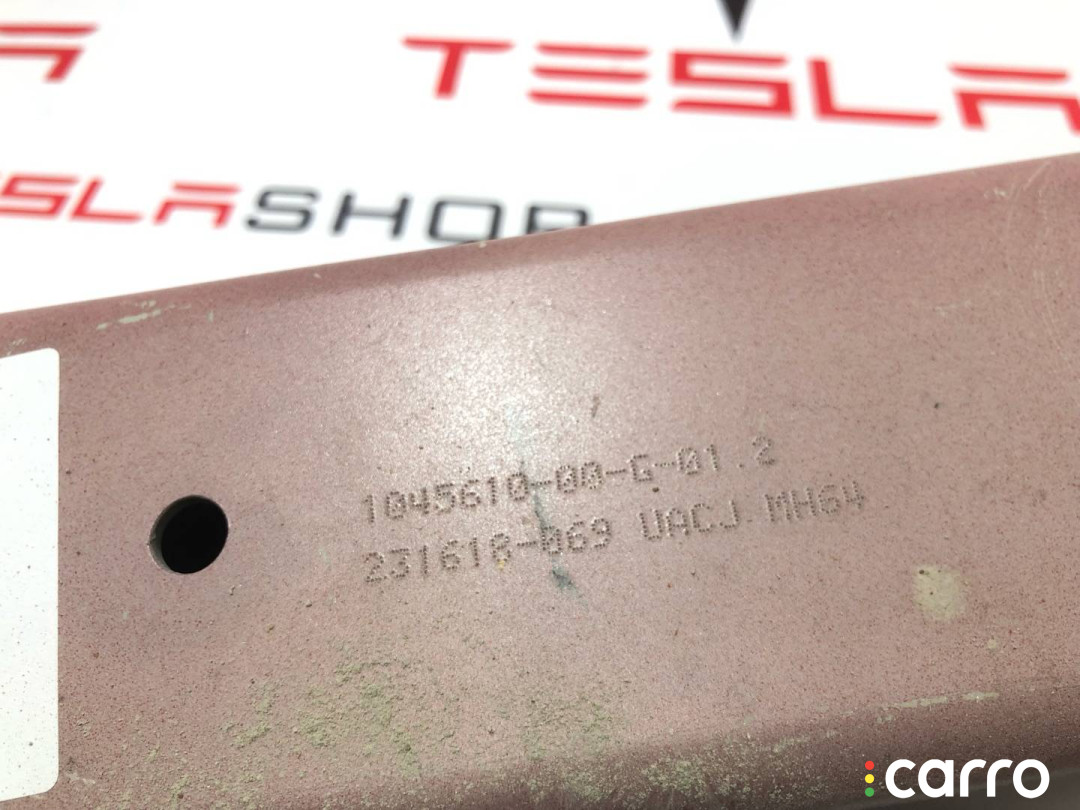 TESLA
TESLASHOP
1045610-00-G-01.2
231618-069 UACJ MH64
carro